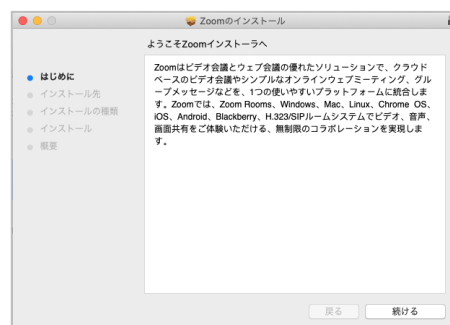 Zoomのインストール
ようこそZoomインストーラへ
はじめに
インストール先
インストールの種類
インストール
概要
Zoomはビデオ会議とウェブ会議の優れたソリューションで、クラウド
ベースのビデオ会議やシンプルなオンラインウェブミーティング、グル
ープメッセージなどを、1つの使いやすいプラットフォームに統合しま
す。Zoomでは、Zoom Rooms、Windows、Mac、Linux、Chrome OS、
iOS、Android、Blackberry、H.323/SIPルームシステムでビデオ、音声、
画面共有をご体験いただける、無制限のコラボレーションを実現しま
す。
戻る
続ける